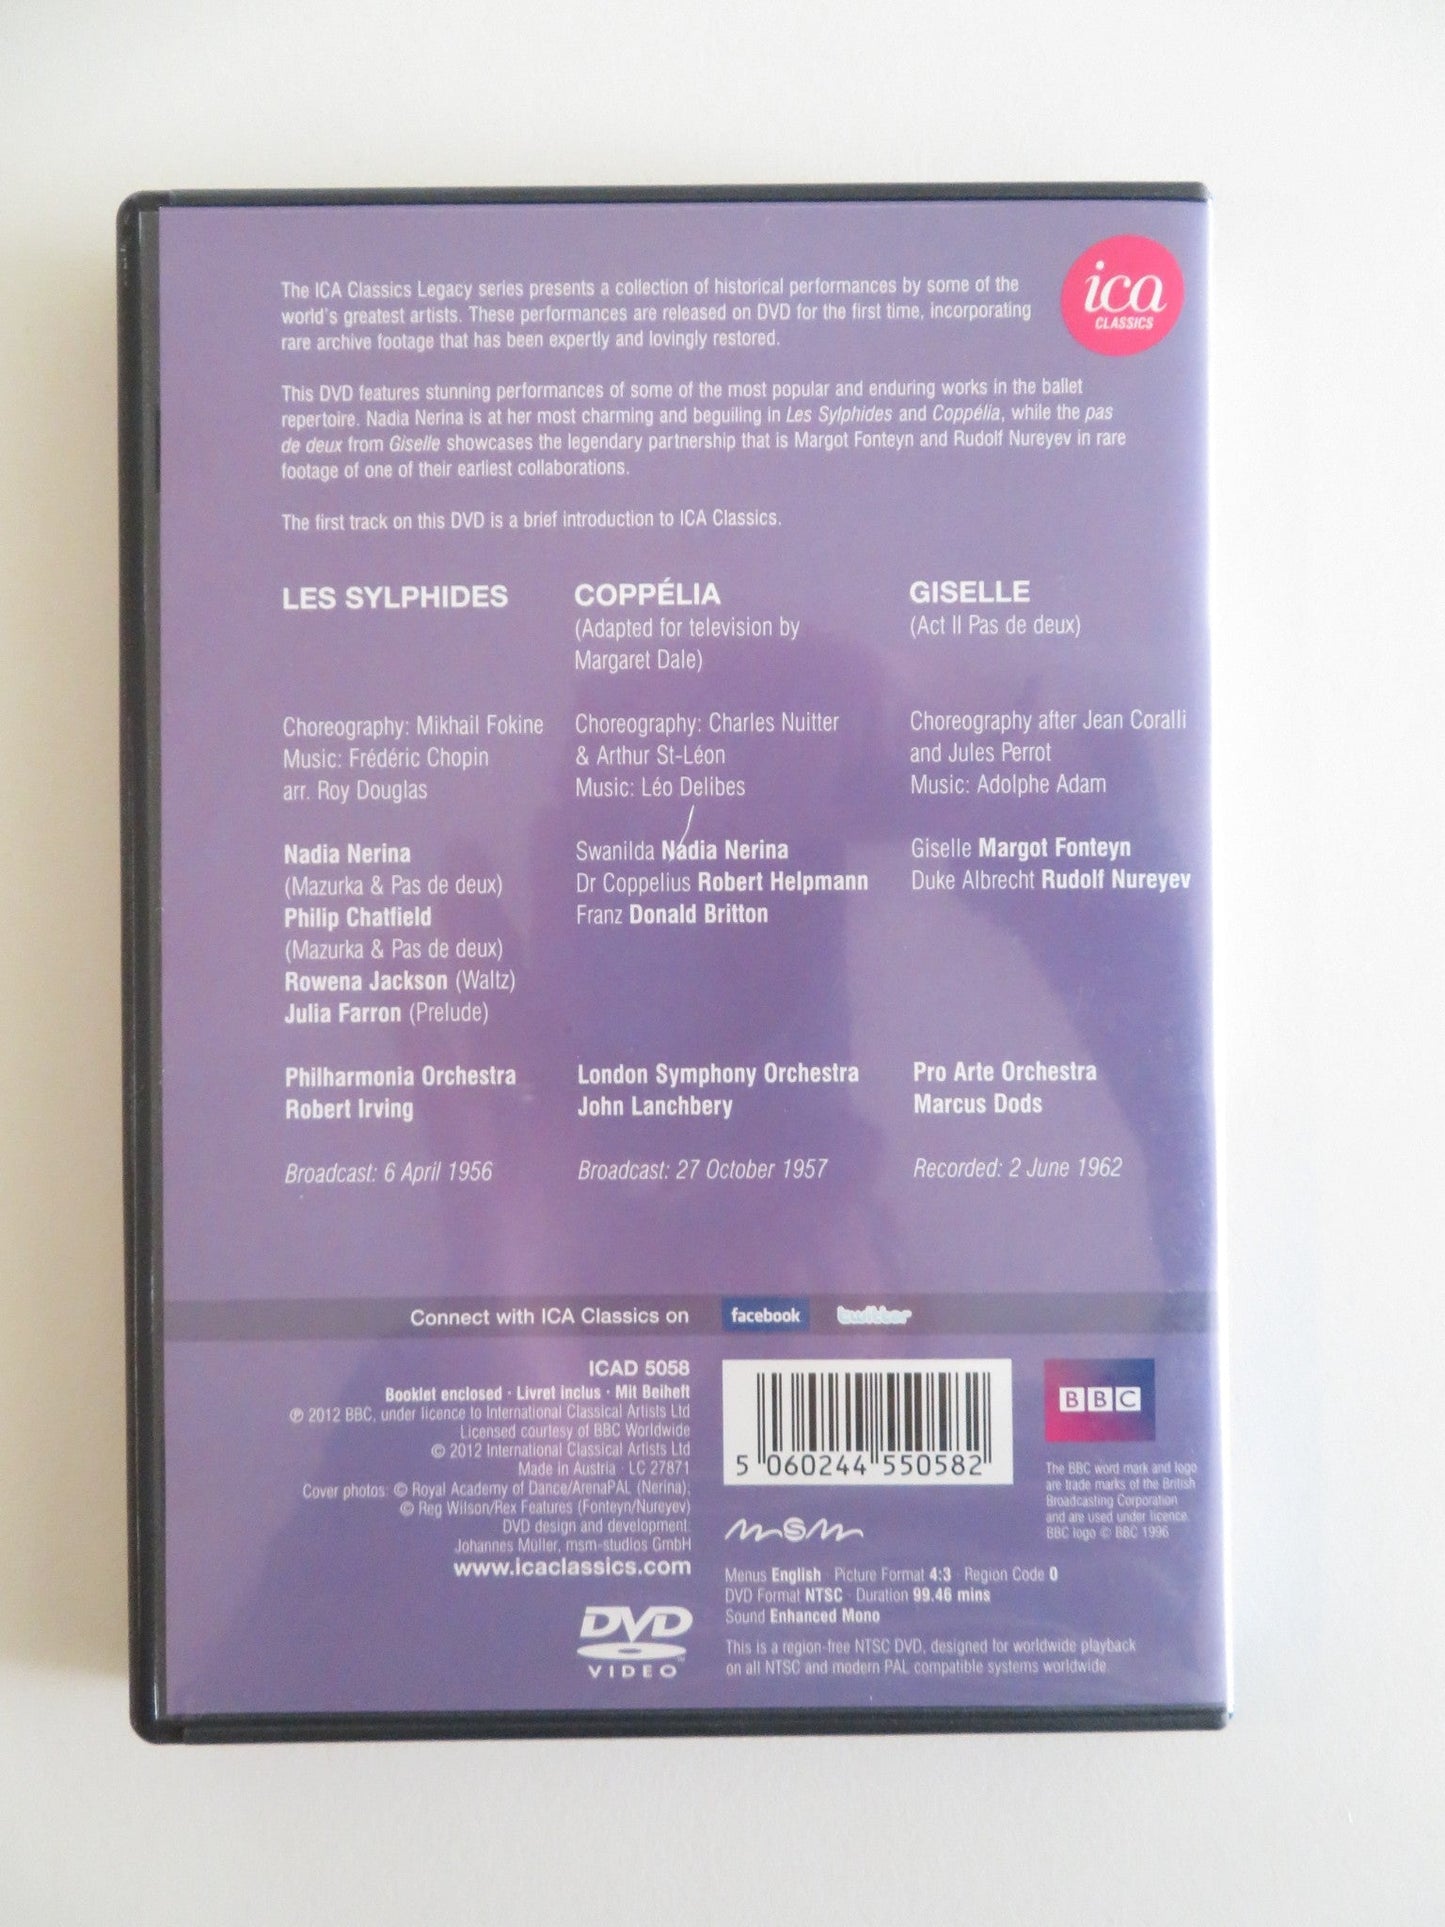 ica
CLASSICS
The ICA Classics Legacy series presents a collection of historical performances by some of the
world's greatest artists. These performances are released on DVD for the first time, incorporating
rare archive footage that has been expertly and lovingly restored.
This DVD features stunning performances of some of the most popular and enduring works in the ballet
repertoire. Nadia Nerina is at her most charming and beguiling in Les Sylphides and Coppélia, while the pas
de deux from Giselle showcases the legendary partnership that is Margot Fonteyn and Rudolf Nureyev in rare
footage of one of their earliest collaborations.
The first track on this DVD is a brief introduction to ICA Classics.
LES SYLPHIDES
Choreography: Mikhail Fokine
Music: Frédéric Chopin
arr. Roy Douglas
Nadia Nerina
(Mazurka & Pas de deux)
Philip Chatfield
(Mazurka & Pas de deux)
Rowena Jackson (Waltz)
Julia Farron (Prelude)
Philharmonia Orchestra
Robert Irving
Broadcast: 6 April 1956
COPPÉLIA
(Adapted for television by
Margaret Dale)
Choreography: Charles Nuitter
& Arthur St-Léon
Music: Léo Delibes
Swanilda Nadia Nerina
Dr Coppelius Robert Helpmann
Franz Donald Britton
London Symphony Orchestra
John Lanchbery
Broadcast: 27 October 1957
GISELLE
(Act II Pas de deux)
Choreography after Jean Coralli
and Jules Perrot
Music: Adolphe Adam
Giselle Margot Fonteyn
Duke Albrecht Rudolf Nureyev
Pro Arte Orchestra
Marcus Dods
Recorded: 2 June 1962
Connect with ICA Classics on facebook twitter
ICAD 5058
Booklet enclosed · Livret inclus · Mit Beiheft
℗ 2012 BBC, under licence to International Classical Artists Ltd
Licensed courtesy of BBC Worldwide
© 2012 International Classical Artists Ltd
Made in Austria · LC 27871
Cover photos: © Royal Academy of Dance/ArenaPAL (Nerina);
© Reg Wilson/Rex Features (Fonteyn/Nureyev)
DVD design and development:
Johannes Müller, msm-studios GmbH
www.icaclassics.com
DVD
VIDEO™
5 060244 550582
BBC
The BBC word mark and logo
are trade marks of the British
Broadcasting Corporation
and are used under licence.
BBC logo © BBC 1996
msm
Menus English · Picture Format 4:3 · Region Code 0
DVD Format NTSC · Duration 99.46 mins
Sound Enhanced Mono
This is a region-free NTSC DVD, designed for worldwide playback
on all NTSC and modern PAL compatible systems worldwide